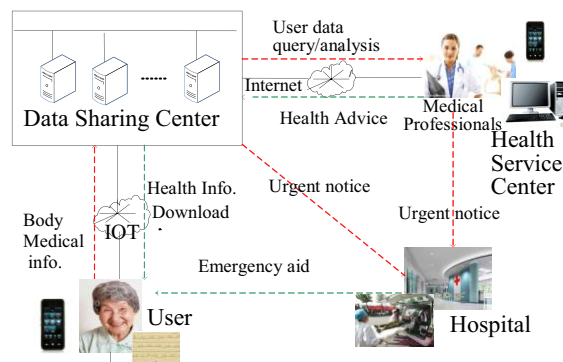 User data
query/analysis
Internet
Data Sharing Center
Health Advice
Medical
Professionals
Health
Service
Center
Health Info.
Download
Urgent notice
Body
Medical
info.
IOT
Urgent notice
Emergency aid
User
Hospital